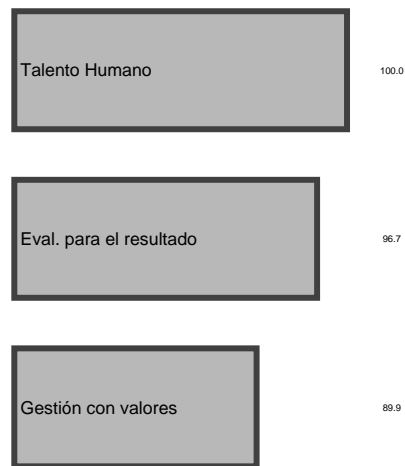 Talento Humano 100.0
Eval. para el resultado 96.7
Gestión con valores 89.9